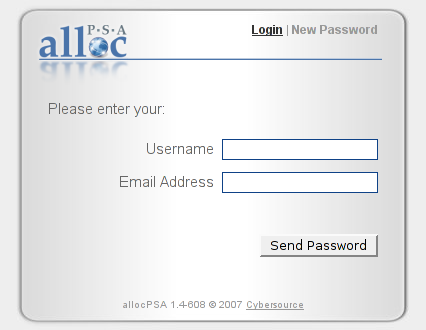 alloc P·S·A
Login | New Password
Please enter your:
Username
Email Address
Send Password
allocPSA 1.4-608 © 2007 Cybersource